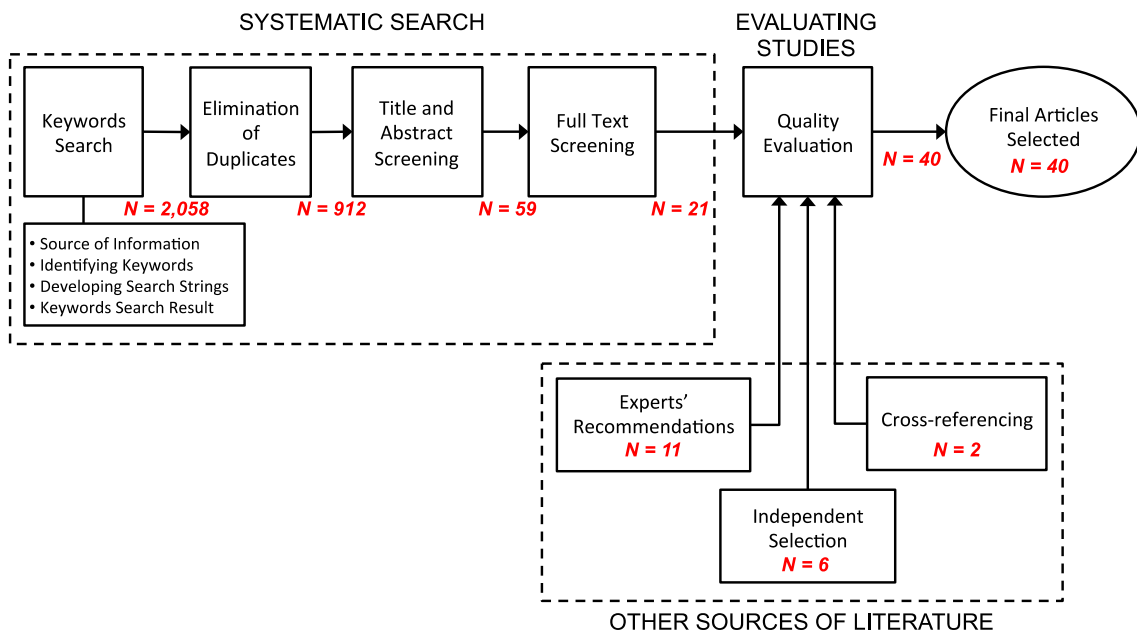 SYSTEMATIC SEARCH
EVALUATING
STUDIES
Keywords
Search
Elimination
of
Duplicates
Title and
Abstract
Screening
Full Text
Screening
Quality
Evaluation
Final Articles
Selected
N = 40
N = 2,058
N = 912
N = 59
N = 21
N = 40
• Source of Information
• Identifying Keywords
• Developing Search Strings
• Keywords Search Result
Experts’
Recommendations
N = 11
Cross-referencing
N = 2
Independent
Selection
N = 6
OTHER SOURCES OF LITERATURE